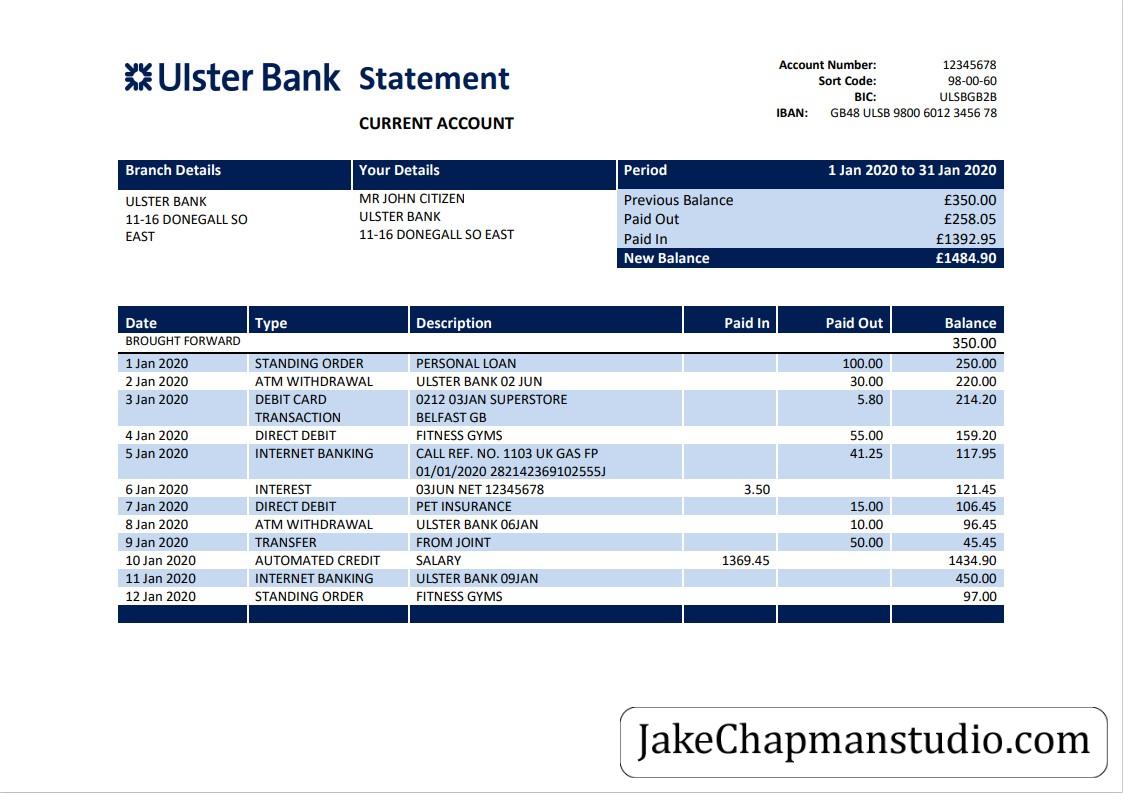 Ulster Bank Statement
CURRENT ACCOUNT
Account Number: 12345678
Sort Code: 98-00-60
BIC: ULSBGB2B
IBAN: GB48 ULSB 9800 6012 3456 78
Branch Details
ULSTER BANK
11-16 DONEGALL SO
EAST
Your Details
MR JOHN CITIZEN
ULSTER BANK
11-16 DONEGALL SO EAST
Period 1 Jan 2020 to 31 Jan 2020
Previous Balance £350.00
Paid Out £258.05
Paid In £1392.95
New Balance £1484.90
Date Type Description Paid In Paid Out Balance
BROUGHT FORWARD 350.00
1 Jan 2020 STANDING ORDER PERSONAL LOAN 100.00 250.00
2 Jan 2020 ATM WITHDRAWAL ULSTER BANK 02 JUN 30.00 220.00
3 Jan 2020 DEBIT CARD 0212 03JAN SUPERSTORE 5.80 214.20
TRANSACTION BELFAST GB
4 Jan 2020 DIRECT DEBIT FITNESS GYMS 55.00 159.20
5 Jan 2020 INTERNET BANKING CALL REF. NO. 1103 UK GAS FP 41.25 117.95
01/01/2020 282142369102555J
6 Jan 2020 INTEREST 03JUN NET 12345678 3.50 121.45
7 Jan 2020 DIRECT DEBIT PET INSURANCE 15.00 106.45
8 Jan 2020 ATM WITHDRAWAL ULSTER BANK 06JAN 10.00 96.45
9 Jan 2020 TRANSFER FROM JOINT 50.00 45.45
10 Jan 2020 AUTOMATED CREDIT SALARY 1369.45 1434.90
11 Jan 2020 INTERNET BANKING ULSTER BANK 09JAN 450.00
12 Jan 2020 STANDING ORDER FITNESS GYMS 97.00
JakeChapmanstudio.com